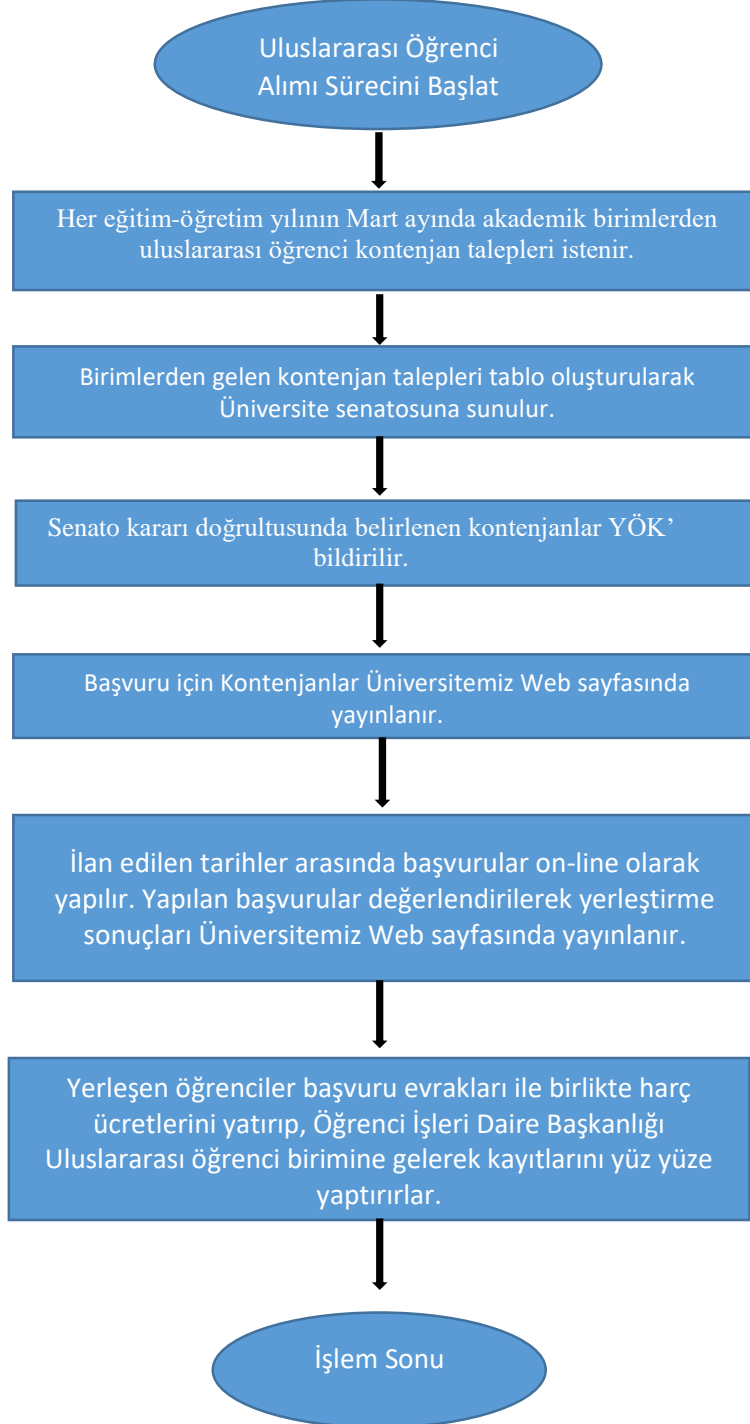 Uluslararası Öğrenci
Alımı Sürecini Başlat
Her eğitim-öğretim yılının Mart ayında akademik birimlerden
uluslararası öğrenci kontenjan talepleri istenir.
Birimlerden gelen kontenjan talepleri tablo oluşturularak
Üniversite senatosuna sunulur.
Senato kararı doğrultusunda belirlenen kontenjanlar YÖK’
bildirilir.
Başvuru için Kontenjanlar Üniversitemiz Web sayfasında
yayınlanır.
İlan edilen tarihler arasında başvurular on-line olarak
yapılır. Yapılan başvurular değerlendirilerek yerleştirme
sonuçları Üniversitemiz Web sayfasında yayınlanır.
Yerleşen öğrenciler başvuru evrakları ile birlikte harç
ücretlerini yatırıp, Öğrenci İşleri Daire Başkanlığı
Uluslararası öğrenci birimine gelerek kayıtlarını yüz yüze
yaptırırlar.
İşlem Sonu